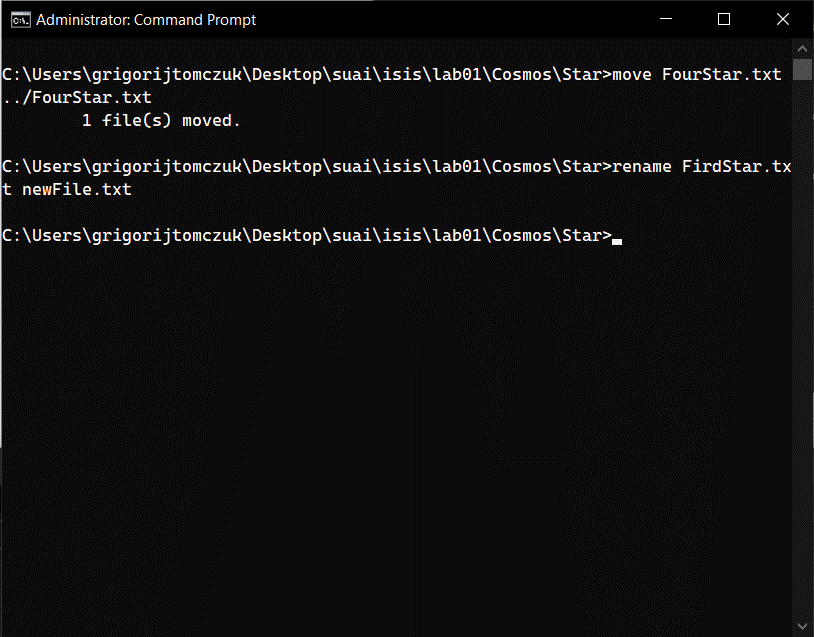 Administrator: Command Prompt
C:\Users\grigorijtomczuk\Desktop\suai\isis\lab01\Cosmos\Star>move FourStar.txt
../FourStar.txt
        1 file(s) moved.
C:\Users\grigorijtomczuk\Desktop\suai\isis\lab01\Cosmos\Star>rename FirdStar.tx
t newFile.txt
C:\Users\grigorijtomczuk\Desktop\suai\isis\lab01\Cosmos\Star>